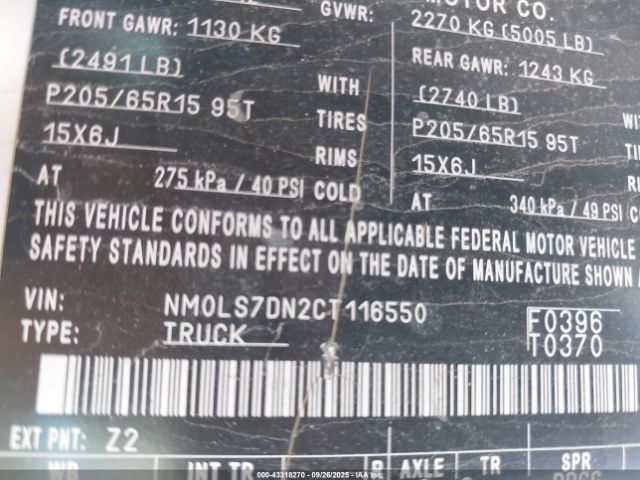 MOTOR CO.
GVWR: 2270 KG (5005 LB)
FRONT GAWR: 1130 KG
(2491 LB)
WITH
P205/65R15 95T
TIRES
15X6J
RIMS
AT 275 kPa / 40 PSI COLD
REAR GAWR: 1243 KG
(2740 LB)
P205/65R15 95T
15X6J
AT 340 kPa / 49 PSI
THIS VEHICLE CONFORMS TO ALL APPLICABLE FEDERAL MOTOR VEHICLE
SAFETY STANDARDS IN EFFECT ON THE DATE OF MANUFACTURE SHOWN
VIN: NM0LS7DN2CT116550
TYPE: TRUCK
F0396
T0370
EXT PNT: Z2
INT TR
AXLE
TR
SPR
000-43318270 - 09/26/2025 - IAAI.com